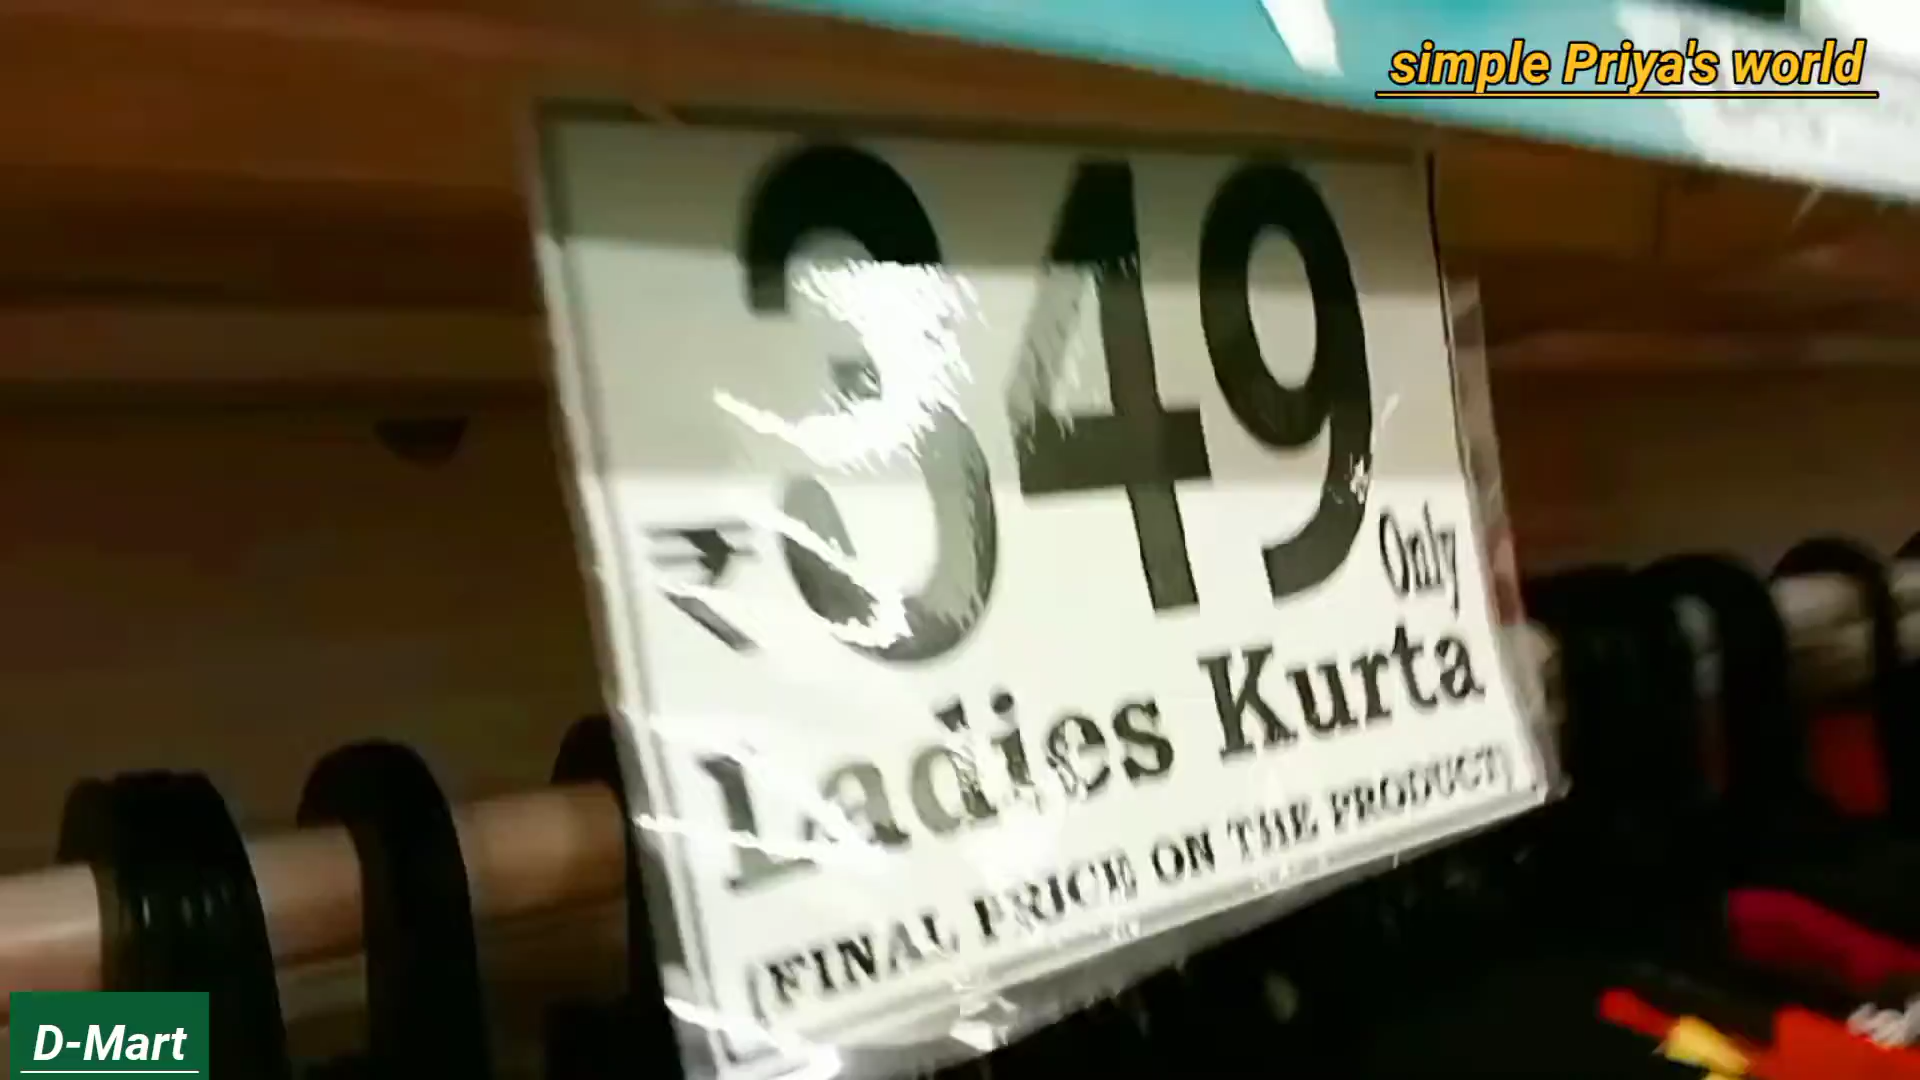 simple Priya's world
₹349 Only
Ladies Kurta
(FINAL PRICE ON THE PRODUCT)
D-Mart